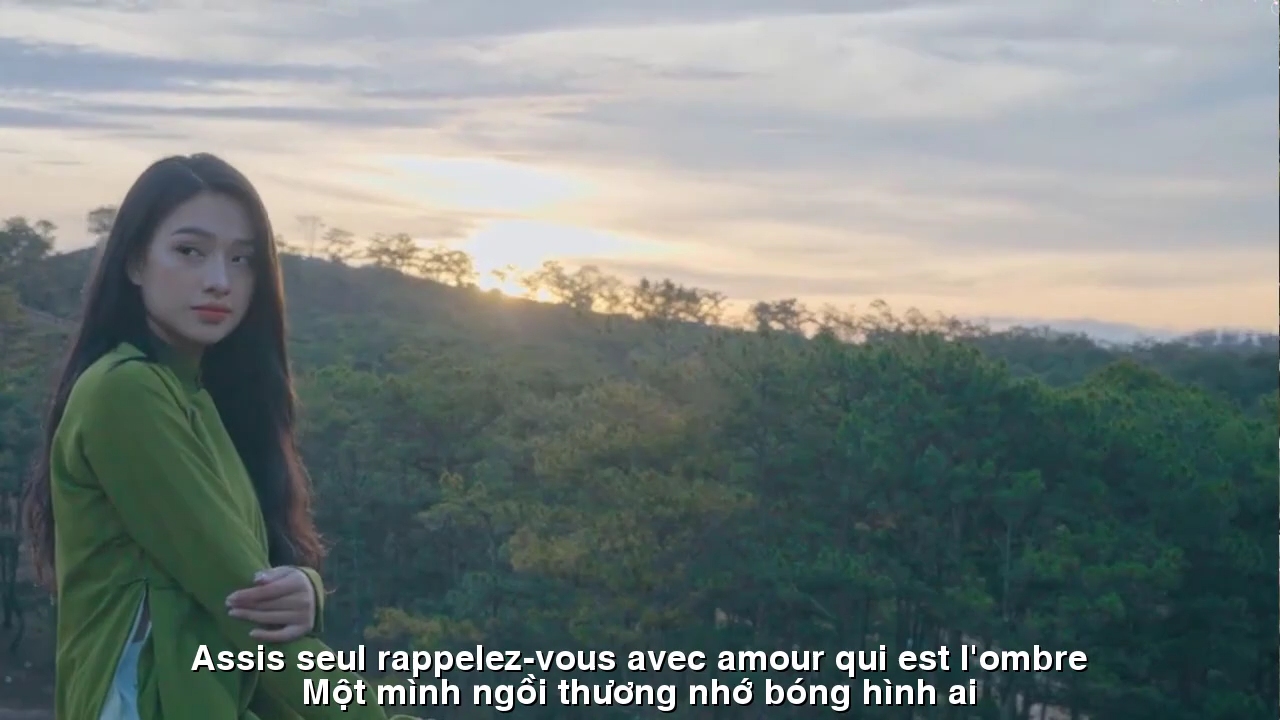 Assis seul rappelez-vous avec amour qui est l'ombre
Một mình ngồi thương nhớ bóng hình ai